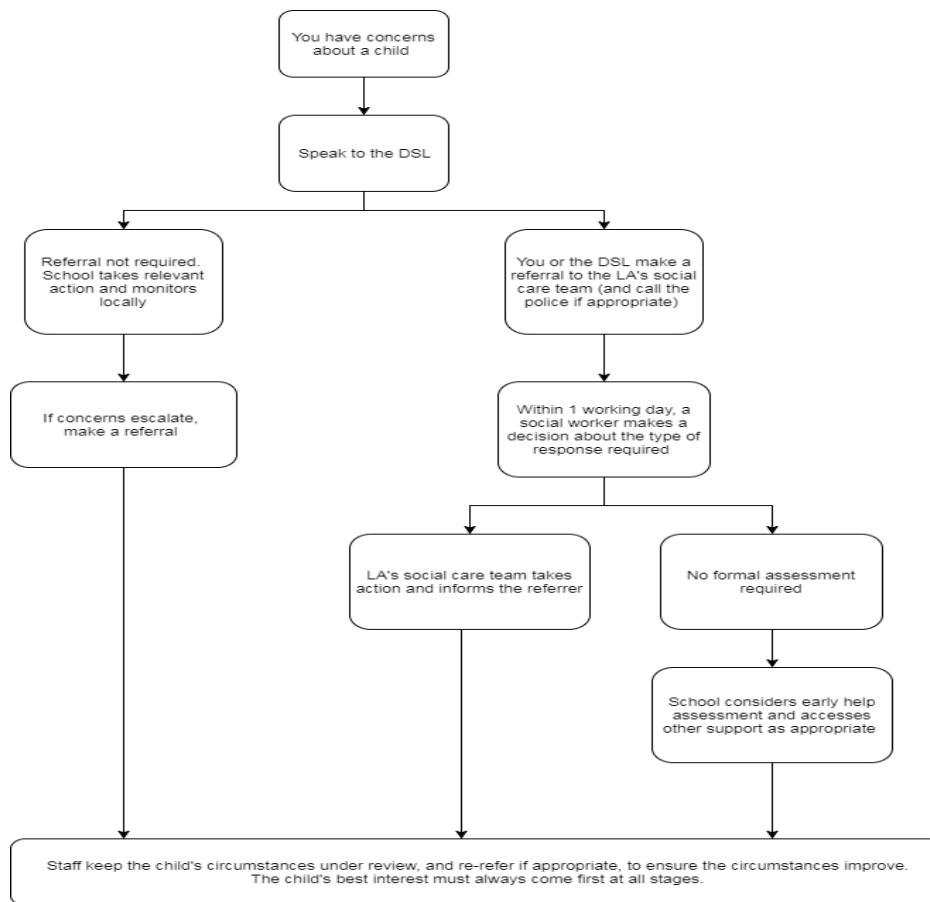 You have concerns
about a child
Speak to the DSL
Referral not required.
School takes relevant
action and monitors
locally
You or the DSL make a
referral to the LA's social
care team (and call the
police if appropriate)
If concerns escalate,
make a referral
Within 1 working day, a
social worker makes a
decision about the type of
response required
LA's social care team takes
action and informs the referrer
No formal assessment
required
School considers early help
assessment and accesses
other support as appropriate
Staff keep the child's circumstances under review, and re-refer if appropriate, to ensure the circumstances improve.
The child's best interest must always come first at all stages.